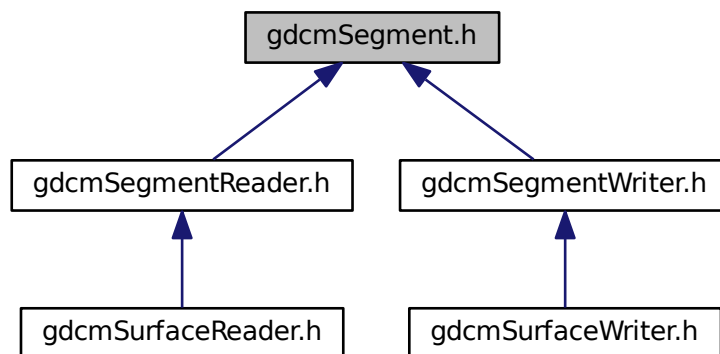 gdcmSegment.h
gdcmSegmentReader.h
gdcmSegmentWriter.h
gdcmSurfaceReader.h
gdcmSurfaceWriter.h